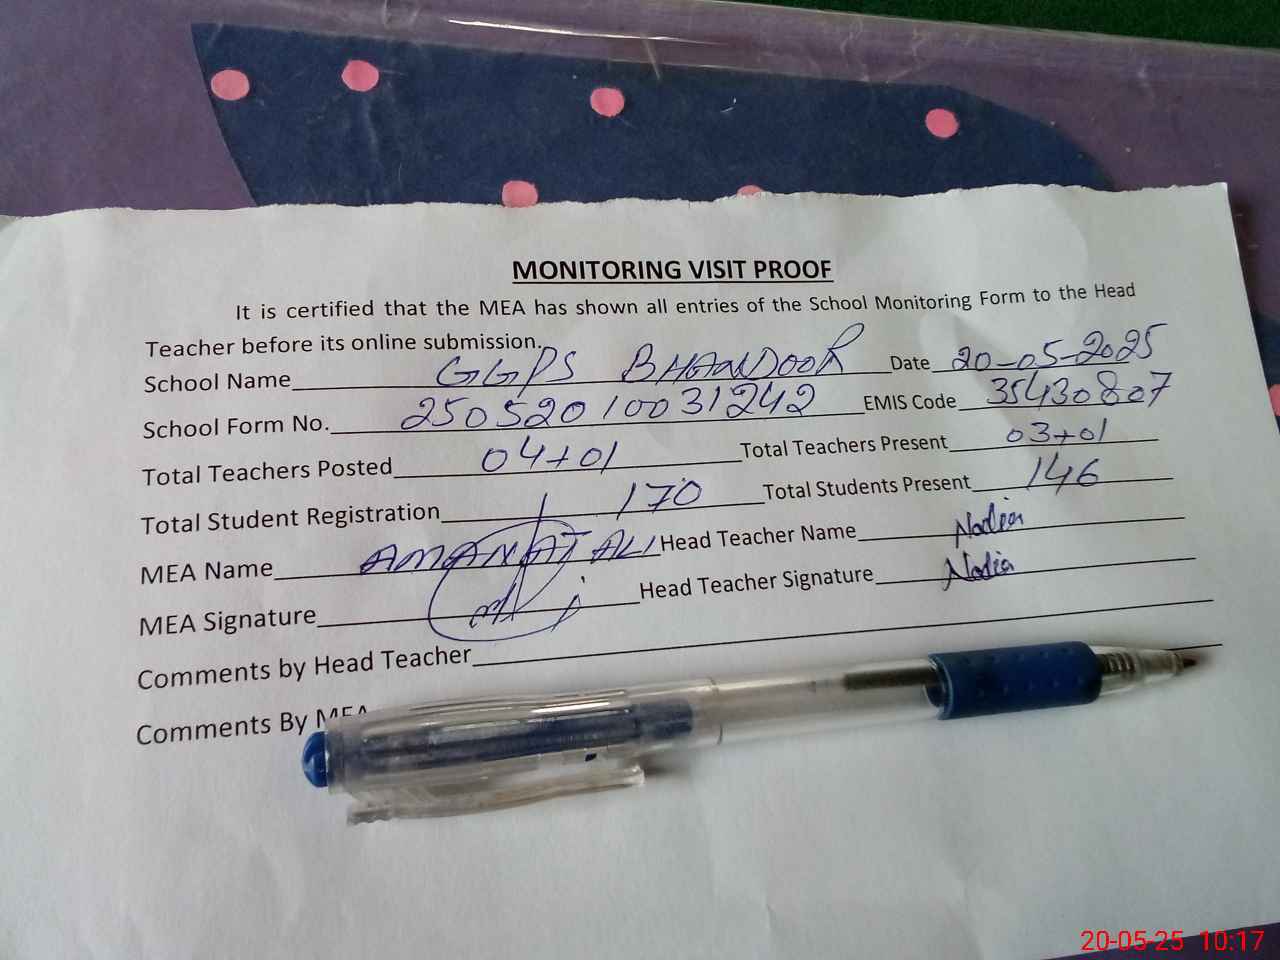 MONITORING VISIT PROOF
It is certified that the MEA has shown all entries of the School Monitoring Form to the Head
Teacher before its online submission.
School Name GGPS BHANDOOR Date 20-05-2025
School Form No. 25052010031242 EMIS Code 35430807
Total Teachers Posted 04+01 Total Teachers Present 03+01
Total Student Registration 170 Total Students Present 146
MEA Name AMANAT ALI Head Teacher Name Nadia
MEA Signature Head Teacher Signature Nadia
Comments by Head Teacher
Comments By MEA
20-05-25 10:17